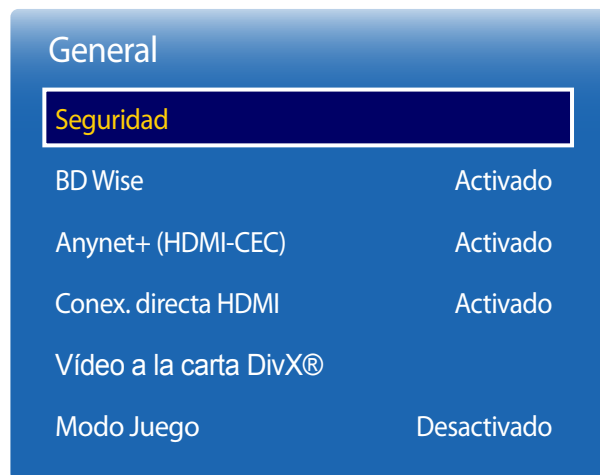 General
Seguridad
BD Wise Activado
Anynet+ (HDMI-CEC) Activado
Conex. directa HDMI Activado
Vídeo a la carta DivX®
Modo Juego Desactivado